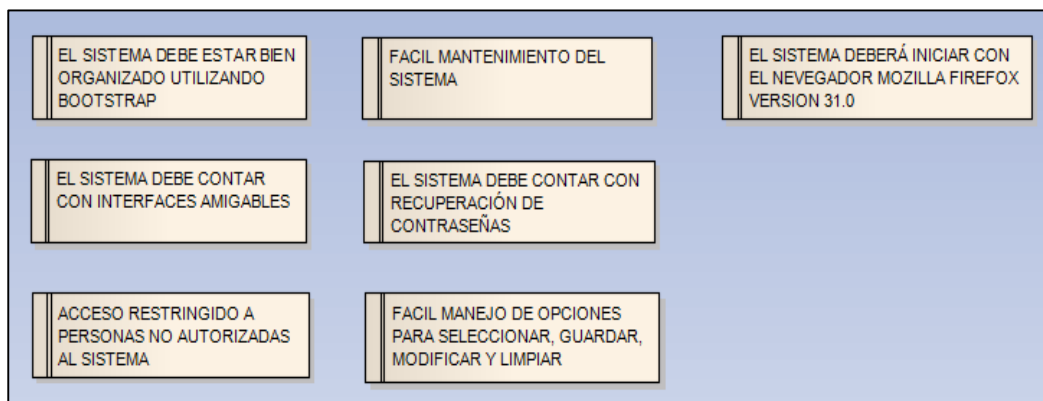 EL SISTEMA DEBE ESTAR BIEN
ORGANIZADO UTILIZANDO
BOOTSTRAP
FACIL MANTENIMIENTO DEL
SISTEMA
EL SISTEMA DEBERÁ INICIAR CON
EL NEVEGADOR MOZILLA FIREFOX
VERSION 31.0
EL SISTEMA DEBE CONTAR
CON INTERFACES AMIGABLES
EL SISTEMA DEBE CONTAR CON
RECUPERACIÓN DE
CONTRASEÑAS
ACCESO RESTRINGIDO A
PERSONAS NO AUTORIZADAS
AL SISTEMA
FACIL MANEJO DE OPCIONES
PARA SELECCIONAR, GUARDAR,
MODIFICAR Y LIMPIAR